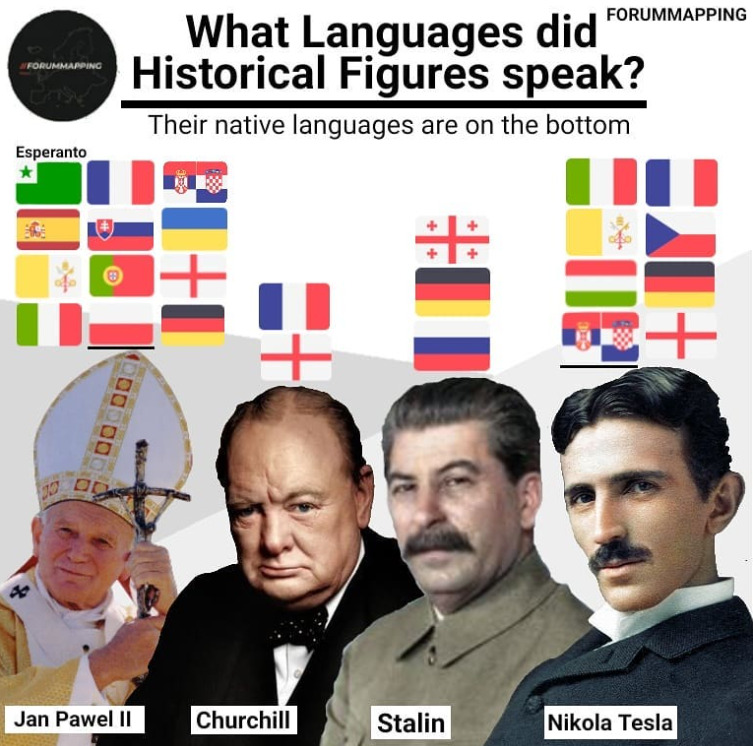 FORUMMAPPING
#FORUMMAPPING
What Languages did
Historical Figures speak?
Their native languages are on the bottom
Esperanto
Jan Pawel II
Churchill
Stalin
Nikola Tesla